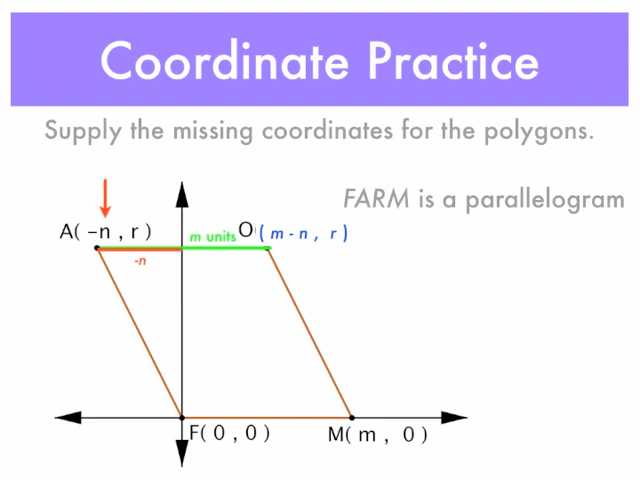 Coordinate Practice
Supply the missing coordinates for the polygons.
FARM is a parallelogram
A( -n , r ) m units O( m - n , r )
-n
F( 0 , 0 ) M( m , 0 )